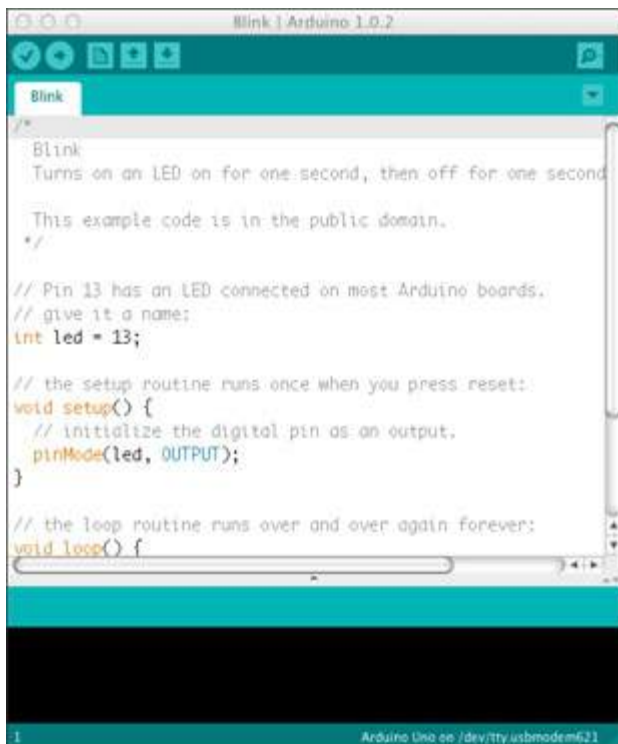 Blink | Arduino 1.0.2
Blink
/*
Blink
Turns on an LED on for one second, then off for one second
This example code is in the public domain.
*/
// Pin 13 has an LED connected on most Arduino boards.
// give it a name:
int led = 13;
// the setup routine runs once when you press reset:
void setup() {
// initialize the digital pin as an output.
pinMode(led, OUTPUT);
}
// the loop routine runs over and over again forever:
void loop() {
1
Arduino Uno on /dev/tty.usbmodem621